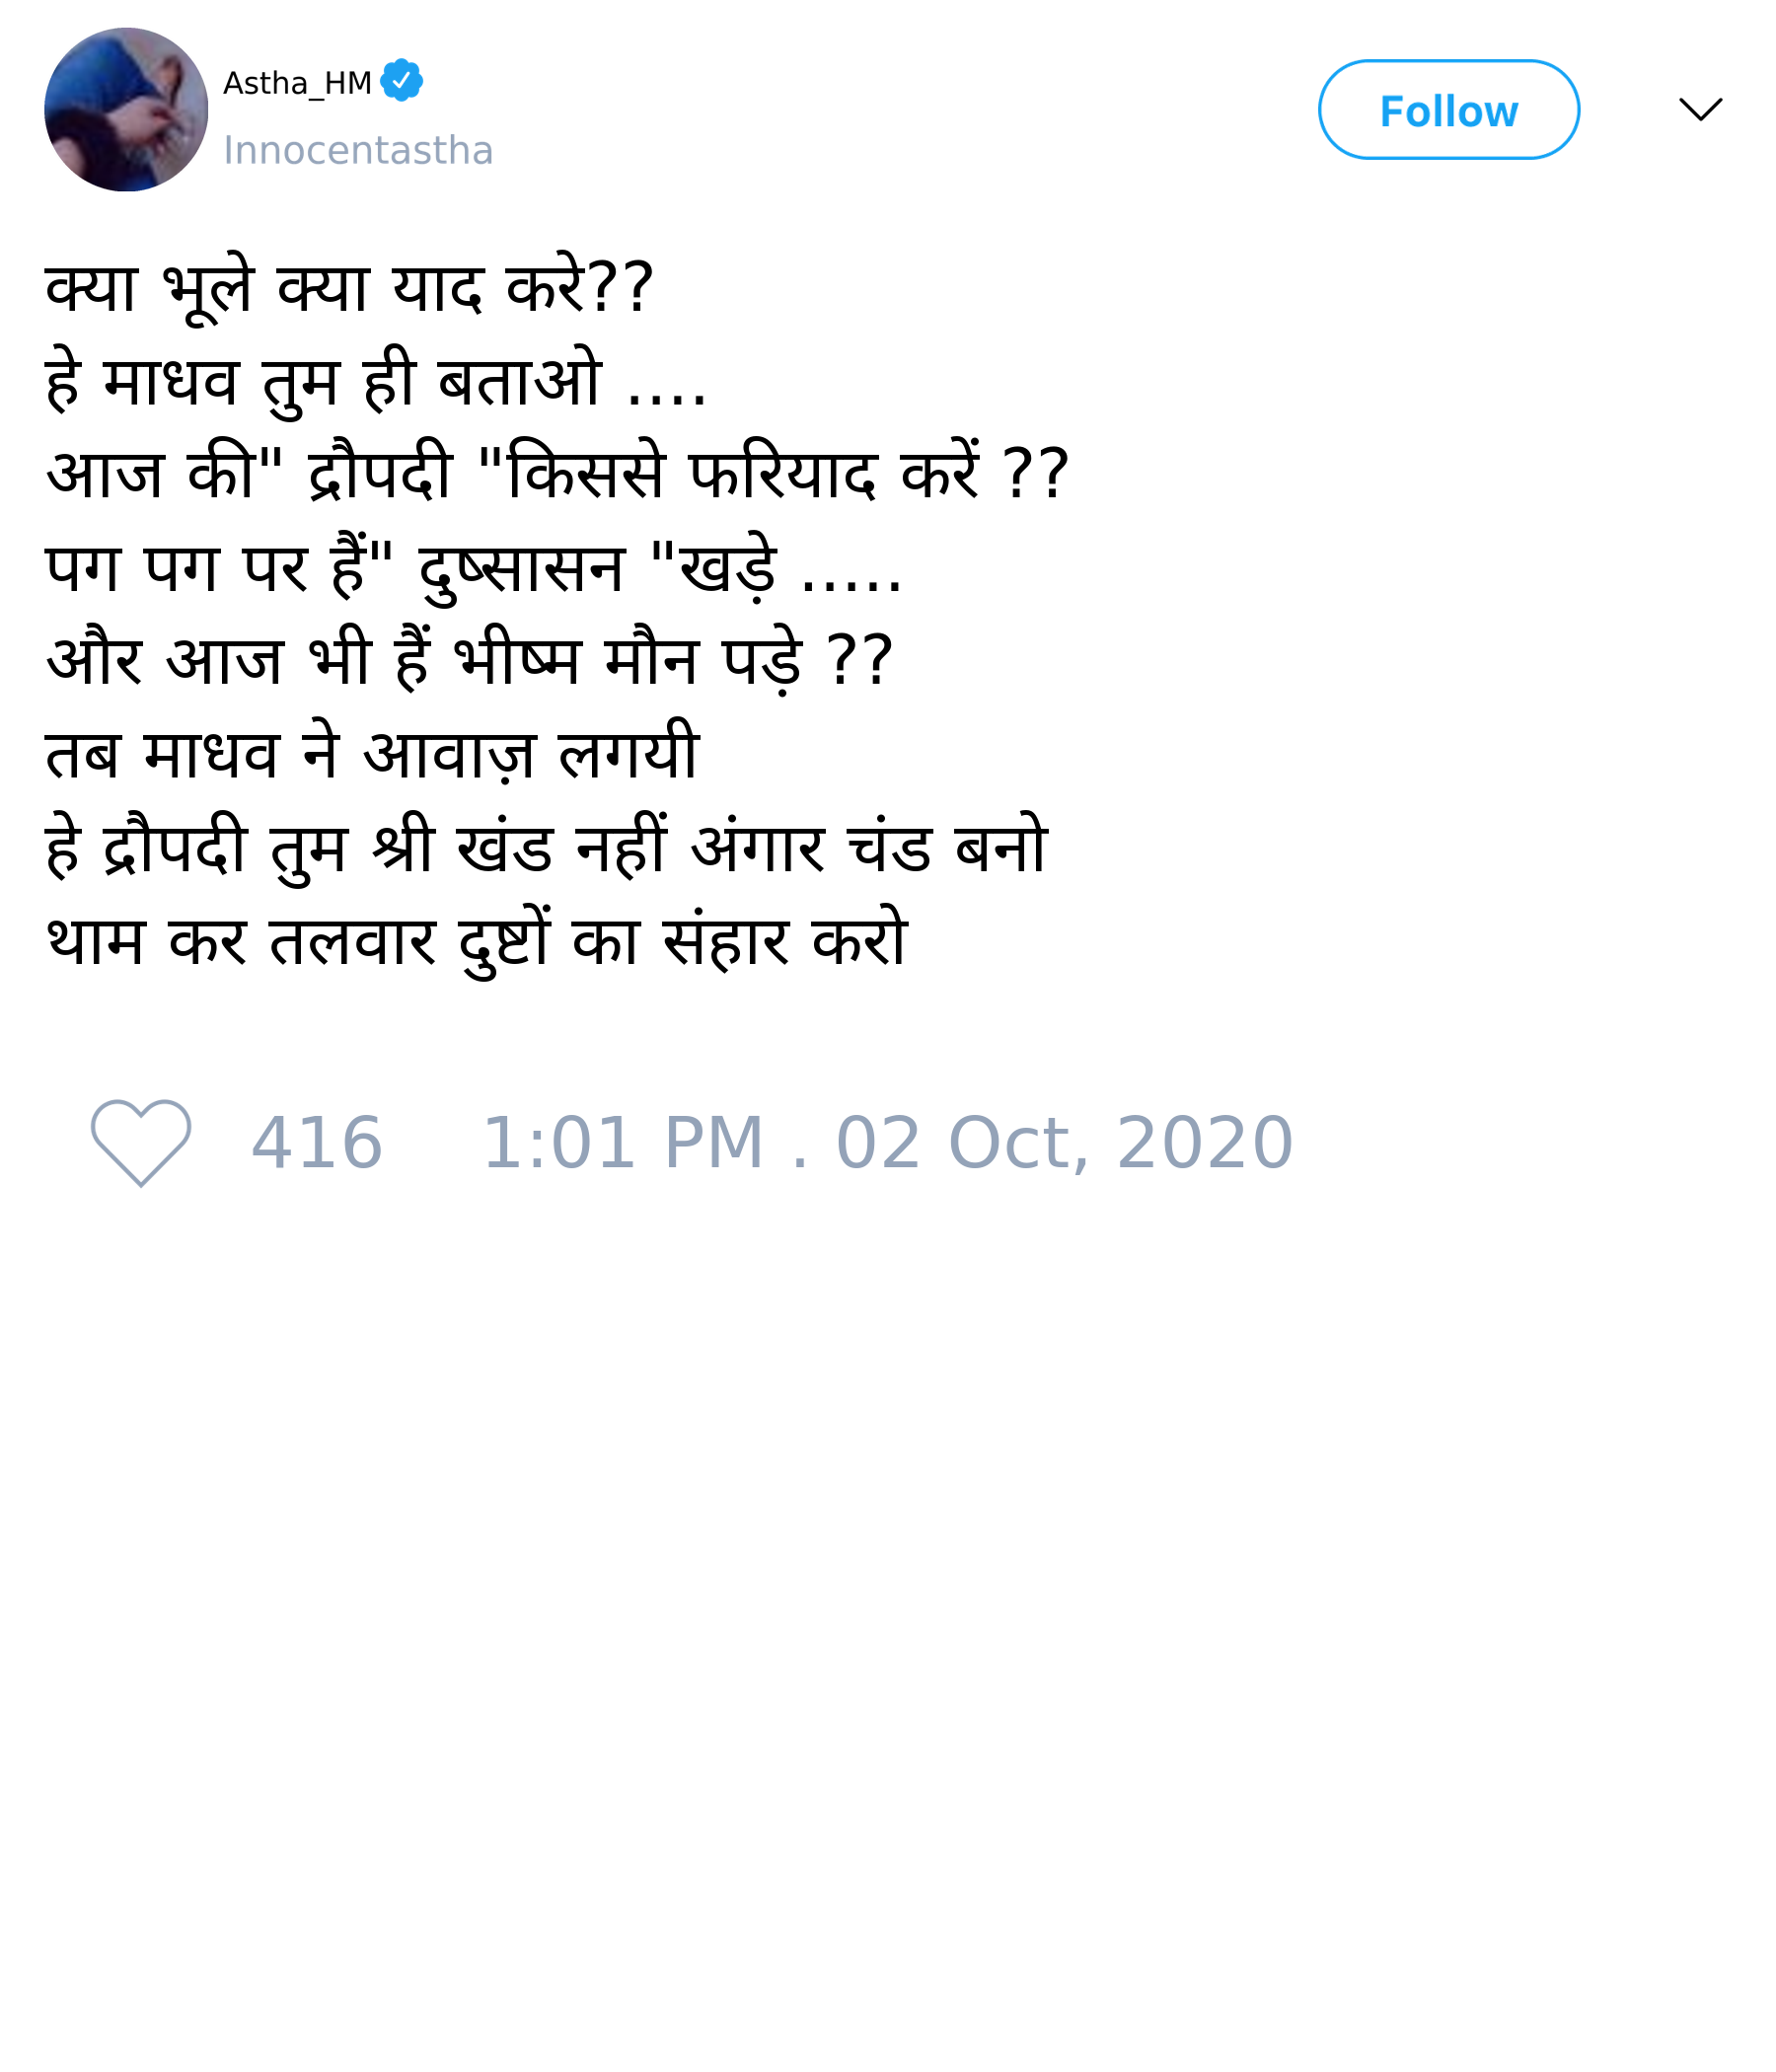 Astha_HM
Follow
Innocentastha
क्या भूले क्या याद करे??
हे माधव तुम ही बताओ ....
आज की" द्रौपदी "किससे फरियाद करें ??
पग पग पर हैं" दुष्सासन "खड़े .....
और आज भी हैं भीष्म मौन पड़े ??
तब माधव ने आवाज़ लगयी
हे द्रौपदी तुम श्री खंड नहीं अंगार चंड बनो
थाम कर तलवार दुष्टों का संहार करो
416 1:01 PM . 02 Oct, 2020